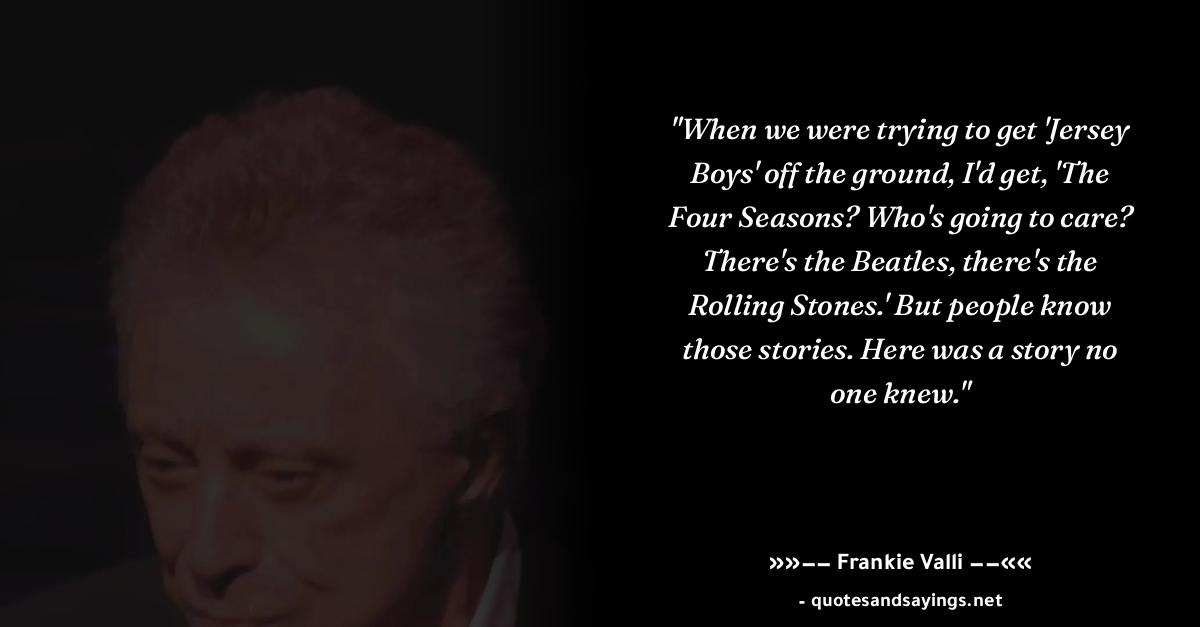 "When we were trying to get 'Jersey
Boys' off the ground, I'd get, 'The
Four Seasons? Who's going to care?
There's the Beatles, there's the
Rolling Stones.' But people know
those stories. Here was a story no
one knew."
»»−− Frankie Valli −−««
- quotesandsayings.net